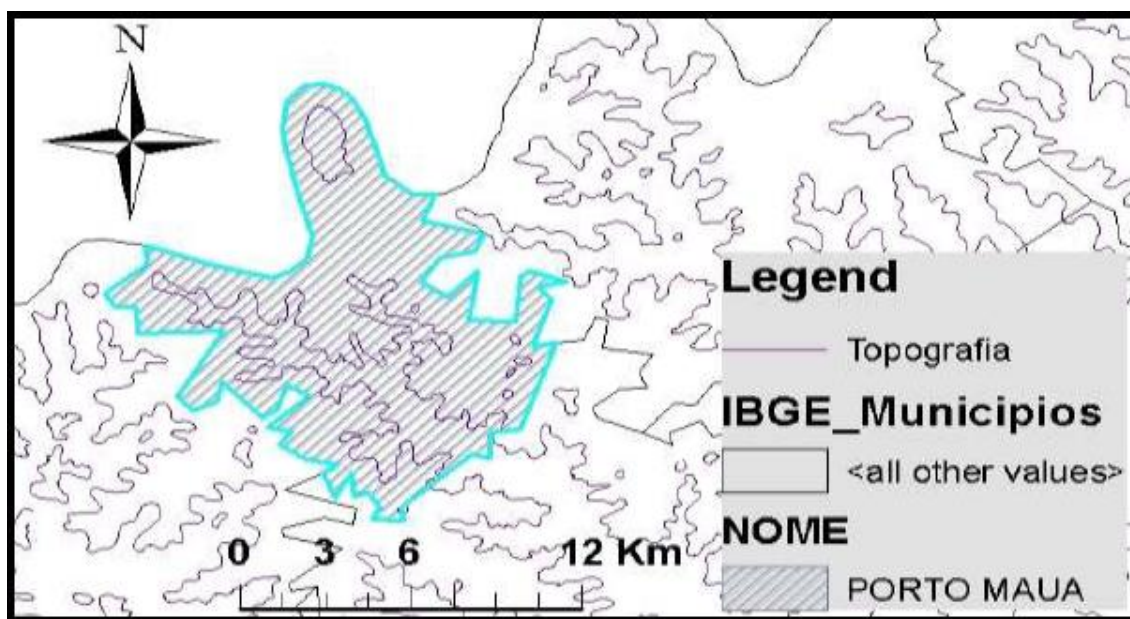 N
Legend
Topografia
IBGE_Municipios
<all other values>
NOME
PORTO MAUA
0 3 6 12 Km